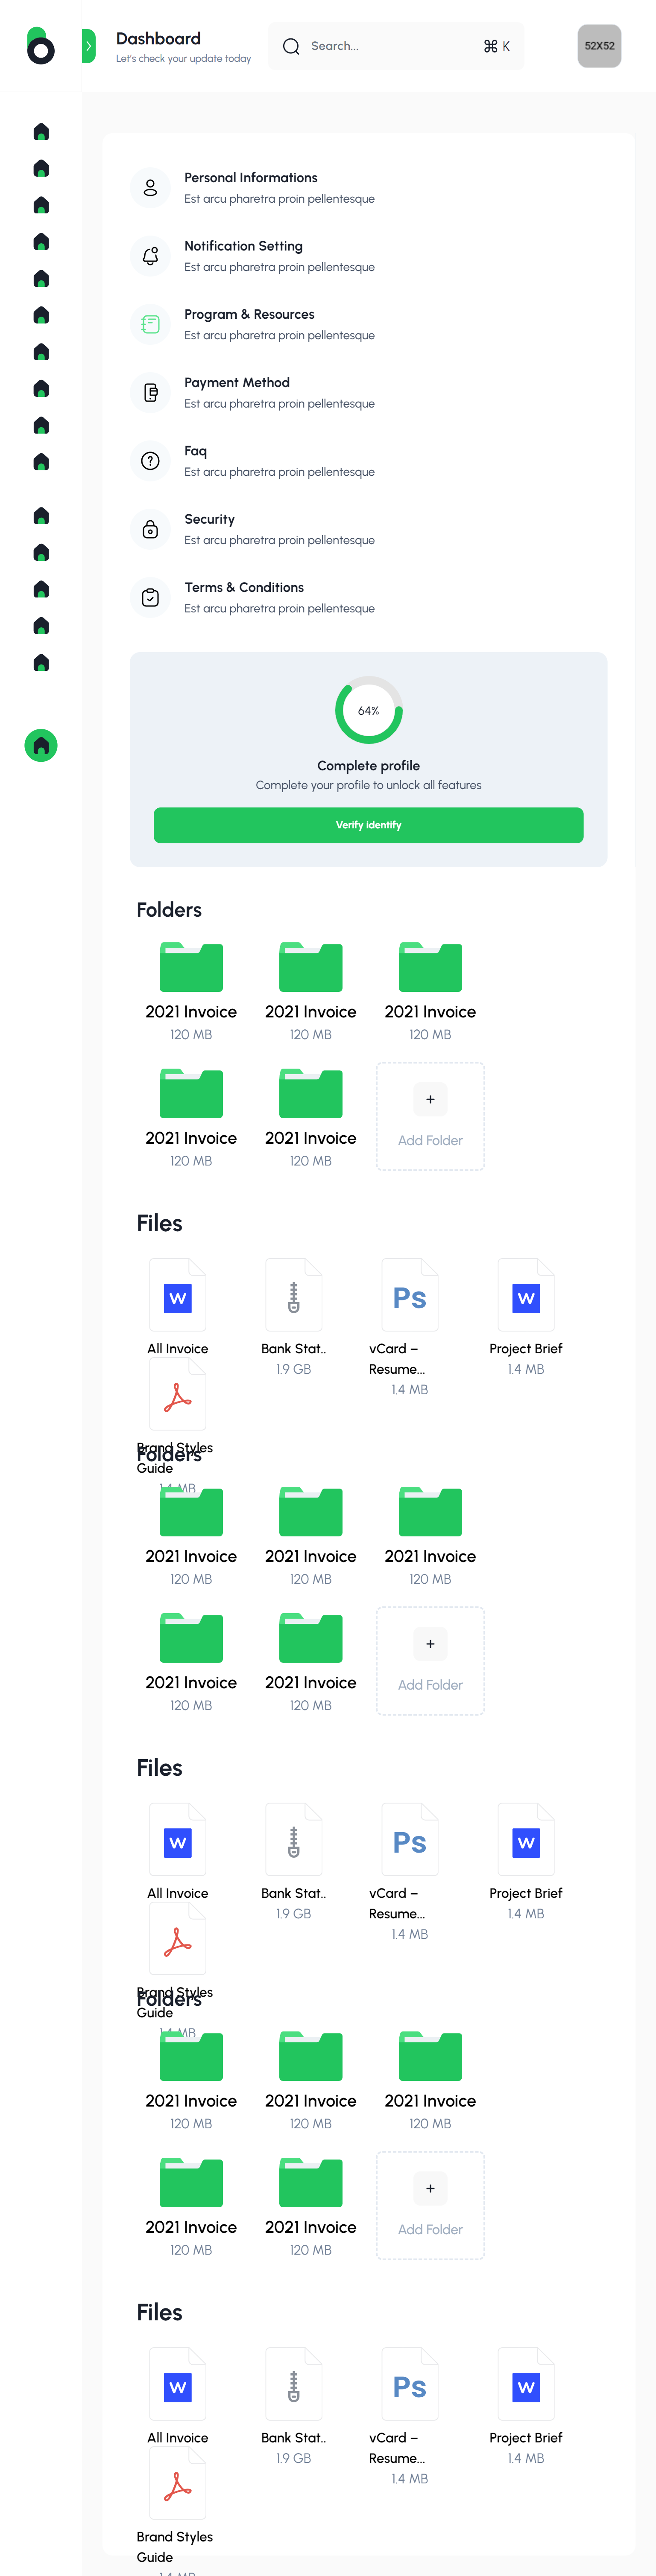 Dashboard
Let's check your update today
Search...
⌘ K
52X52
Personal Informations
Est arcu pharetra proin pellentesque
Notification Setting
Est arcu pharetra proin pellentesque
Program & Resources
Est arcu pharetra proin pellentesque
Payment Method
Est arcu pharetra proin pellentesque
Faq
Est arcu pharetra proin pellentesque
Security
Est arcu pharetra proin pellentesque
Terms & Conditions
Est arcu pharetra proin pellentesque
64%
Complete profile
Complete your profile to unlock all features
Verify identify
Folders
2021 Invoice
120 MB
2021 Invoice
120 MB
2021 Invoice
120 MB
2021 Invoice
120 MB
2021 Invoice
120 MB
+
Add Folder
Files
W
All Invoice
Bank Stat..
1.9 GB
Ps
vCard –
Resume...
1.4 MB
W
Project Brief
1.4 MB
Brand Styles
Guide
1.4 MB
Folders
2021 Invoice
120 MB
2021 Invoice
120 MB
2021 Invoice
120 MB
2021 Invoice
120 MB
2021 Invoice
120 MB
+
Add Folder
Files
W
All Invoice
Bank Stat..
1.9 GB
Ps
vCard –
Resume...
1.4 MB
W
Project Brief
1.4 MB
Brand Styles
Guide
1.4 MB
Folders
2021 Invoice
120 MB
2021 Invoice
120 MB
2021 Invoice
120 MB
2021 Invoice
120 MB
2021 Invoice
120 MB
+
Add Folder
Files
W
All Invoice
Bank Stat..
1.9 GB
Ps
vCard –
Resume...
1.4 MB
W
Project Brief
1.4 MB
Brand Styles
Guide